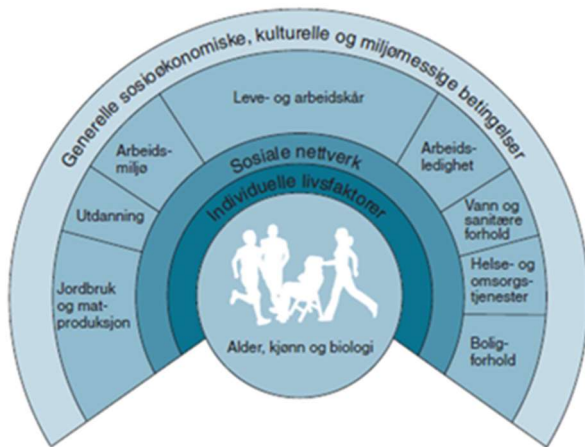 Generelle sosioøkonomiske, kulturelle og miljømessige betingelser
Leve- og arbeidskår
Arbeids-
miljø
Arbeids-
ledighet
Sosiale nettverk
Individuelle livsfaktorer
Utdanning
Vann og
sanitære
forhold
Jordbruk
og mat-
produksjon
Helse- og
omsorgs-
tjenester
Bolig-
forhold
Alder, kjønn og biologi